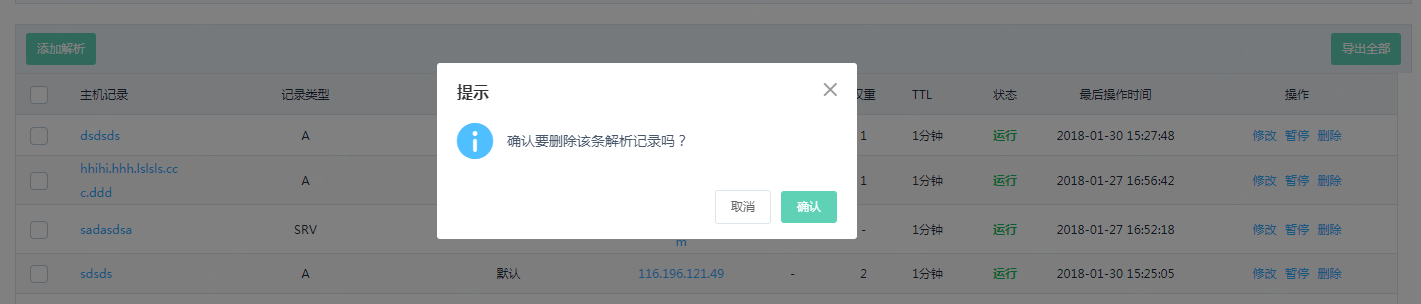 添加解析
导出全部
主机记录 记录类型 权重 TTL 状态 最后操作时间 操作
提示
确认要删除该条解析记录吗？
取消 确认
dsdsds A 1 1分钟 运行 2018-01-30 15:27:48 修改 暂停 删除
hhihi.hhh.lslsls.cc
c.ddd
A 1 1分钟 运行 2018-01-27 16:56:42 修改 暂停 删除
sadasdsa SRV - 1分钟 运行 2018-01-27 16:52:18 修改 暂停 删除
m
sdsds A 默认 116.196.121.49 - 2 1分钟 运行 2018-01-30 15:25:05 修改 暂停 删除